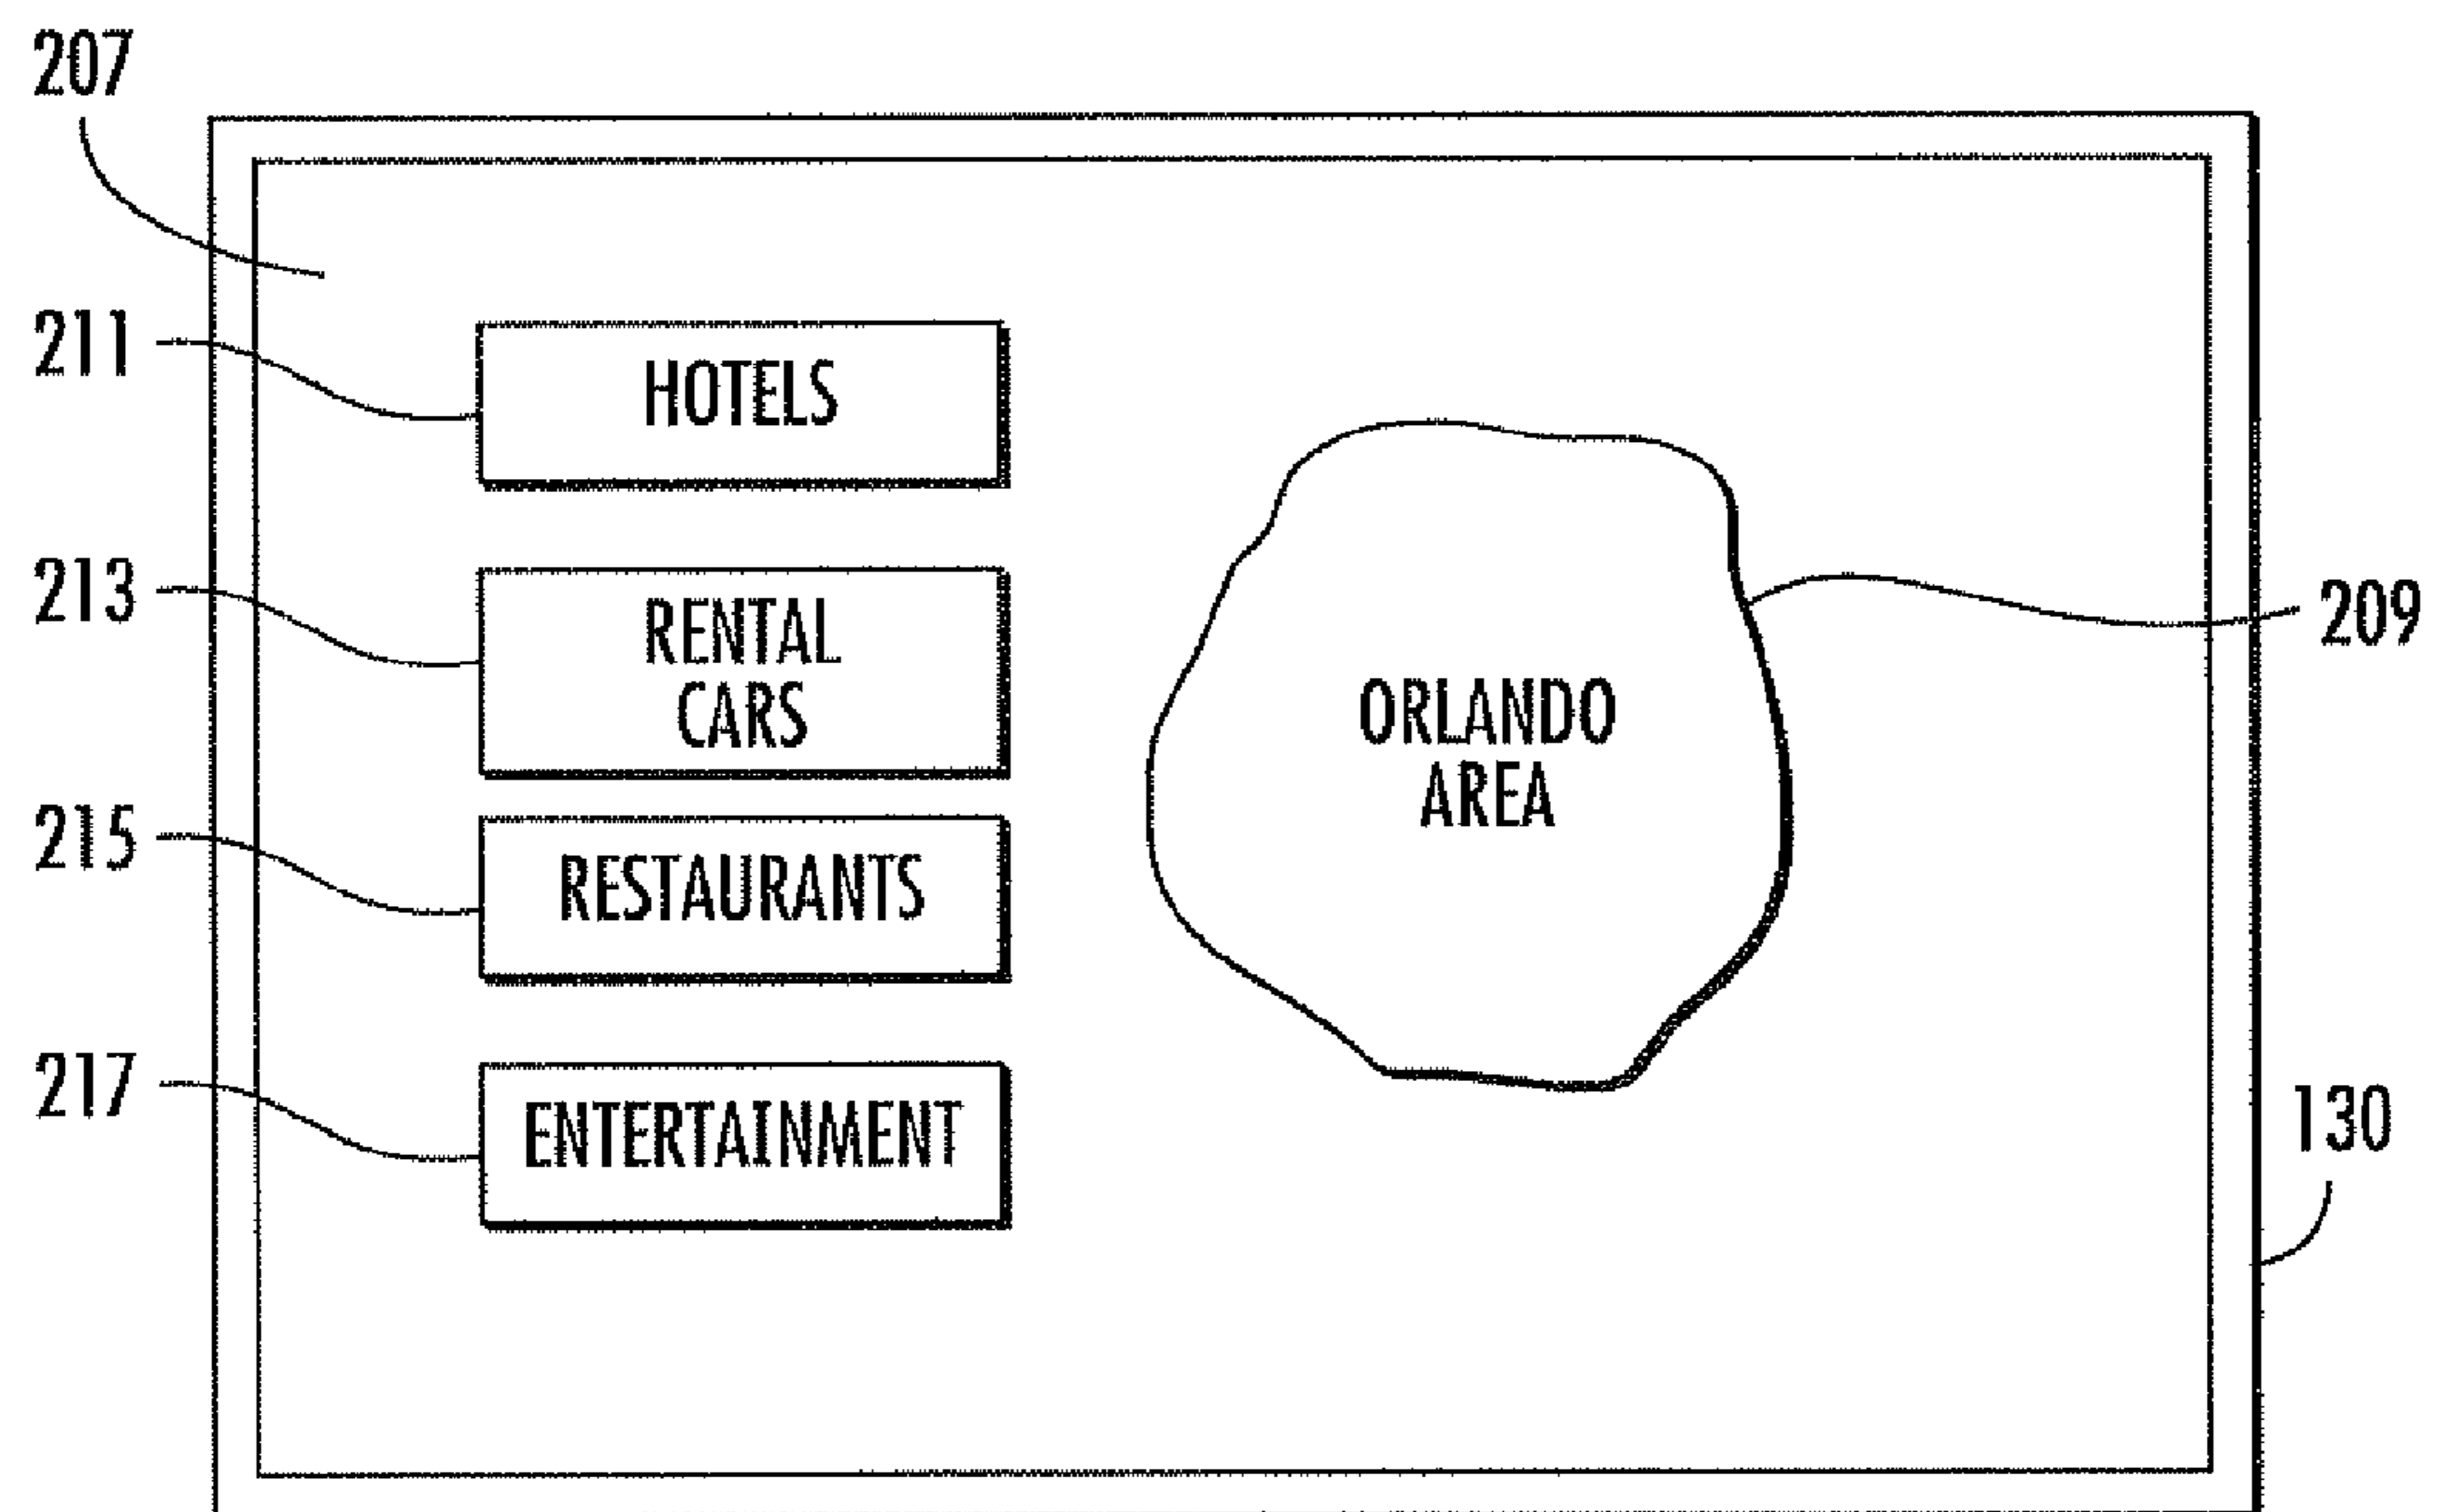 207
211
HOTELS
213
RENTAL
CARS
209
ORLANDO
AREA
215
RESTAURANTS
217
ENTERTAINMENT
130